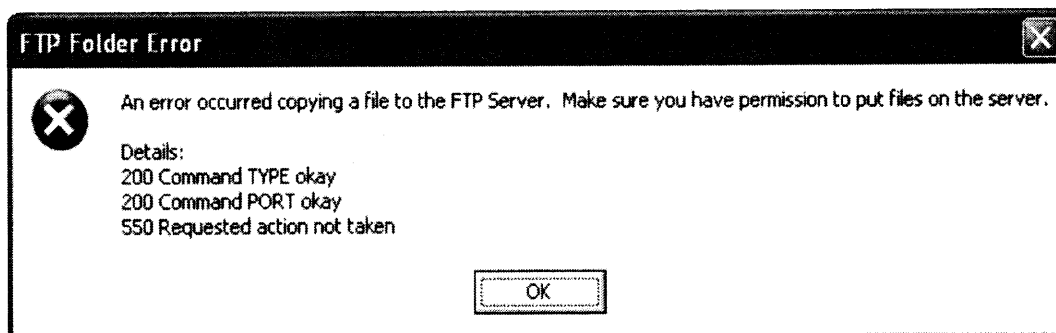 FTP Folder Error
An error occurred copying a file to the FTP Server. Make sure you have permission to put files on the server.
Details:
200 Command TYPE okay
200 Command PORT okay
550 Requested action not taken
OK